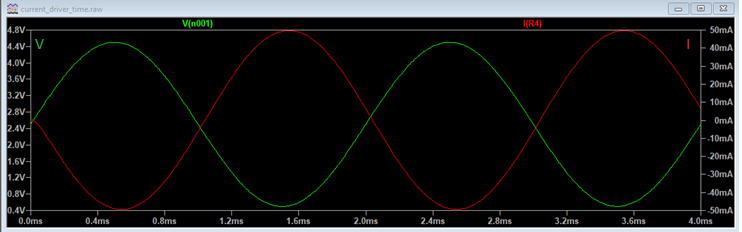 current_driver_time.raw
V(n001) I(R4)
4.8V V I 50mA
4.4V 40mA
4.0V 30mA
3.6V 20mA
3.2V 10mA
2.8V 0mA
2.4V -10mA
2.0V -20mA
1.6V -30mA
1.2V -40mA
0.8V -50mA
0.4V
0.0ms 0.4ms 0.8ms 1.2ms 1.6ms 2.0ms 2.4ms 2.8ms 3.2ms 3.6ms 4.0ms